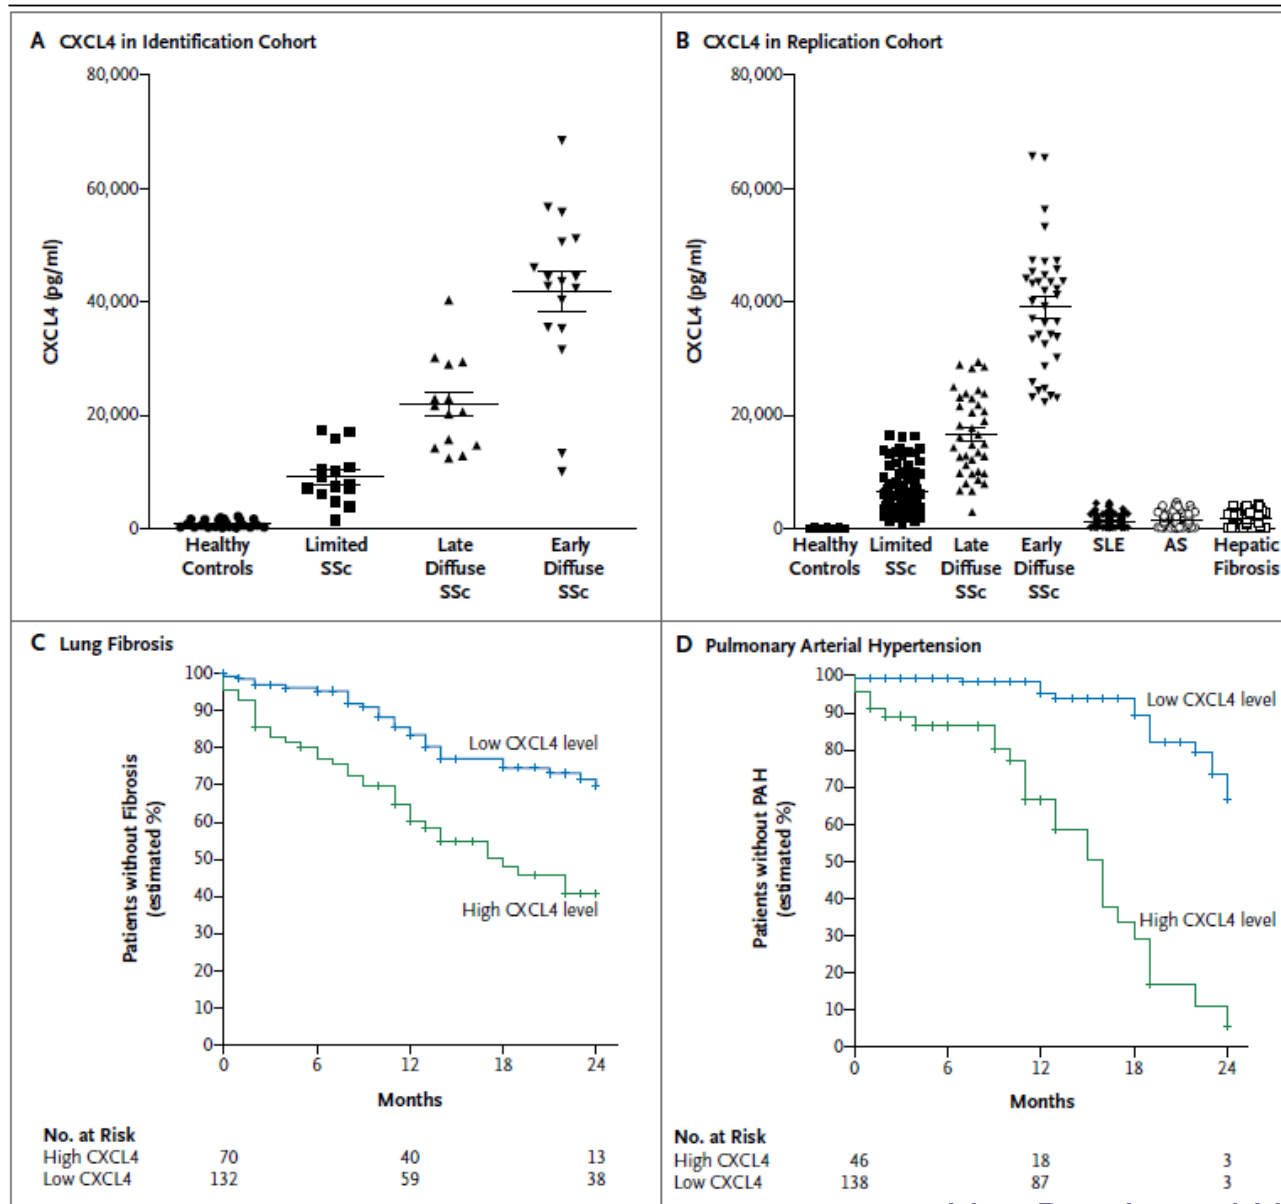 A CXCL4 in Identification Cohort
80,000
60,000
40,000
20,000
0
CXCL4 (pg/ml)
Healthy Controls
Limited SSc
Late Diffuse SSc
Early Diffuse SSc
B CXCL4 in Replication Cohort
80,000
60,000
40,000
20,000
0
CXCL4 (pg/ml)
Healthy Controls
Limited SSc
Late Diffuse SSc
Early Diffuse SSc
SLE
AS
Hepatic Fibrosis
C Lung Fibrosis
100
90
80
70
60
50
40
30
20
10
0
Patients without Fibrosis
(estimated %)
Low CXCL4 level
High CXCL4 level
0 6 12 18 24
Months
No. at Risk
High CXCL4 70 40 13
Low CXCL4 132 59 38
D Pulmonary Arterial Hypertension
100
90
80
70
60
50
40
30
20
10
0
Patients without PAH
(estimated %)
Low CXCL4 level
High CXCL4 level
0 6 12 18 24
Months
No. at Risk
High CXCL4 46 18 3
Low CXCL4 138 87 3